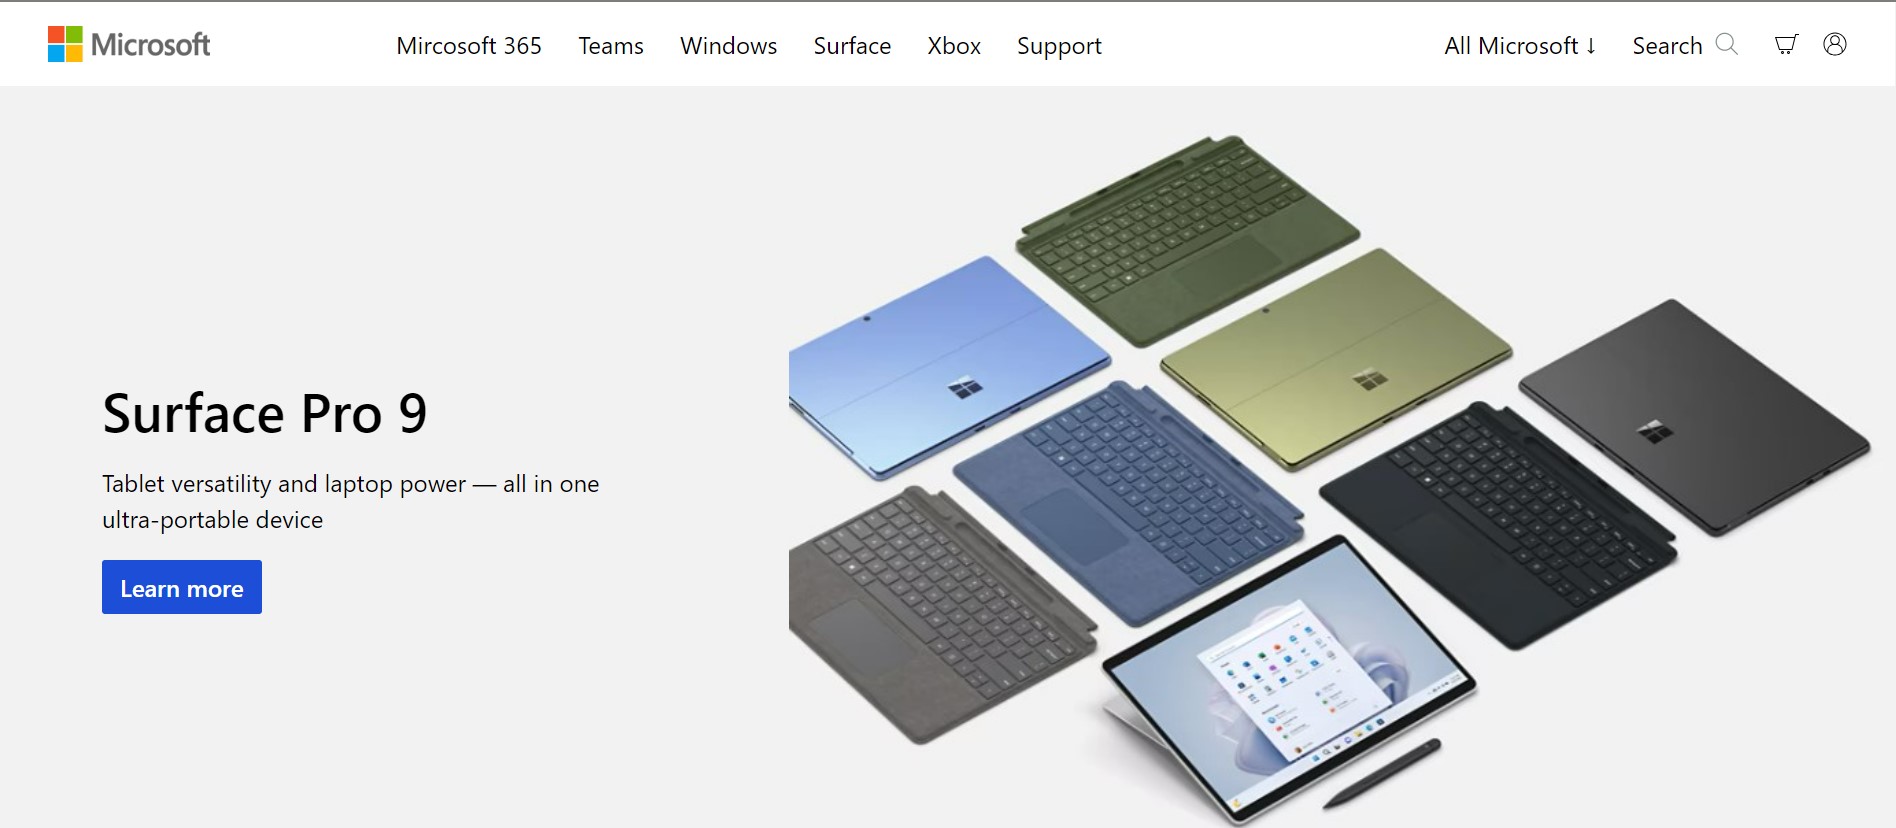 Microsoft
Mircosoft 365
Teams
Windows
Surface
Xbox
Support
All Microsoft ↓
Search
Surface Pro 9
Tablet versatility and laptop power — all in one
ultra-portable device
Learn more